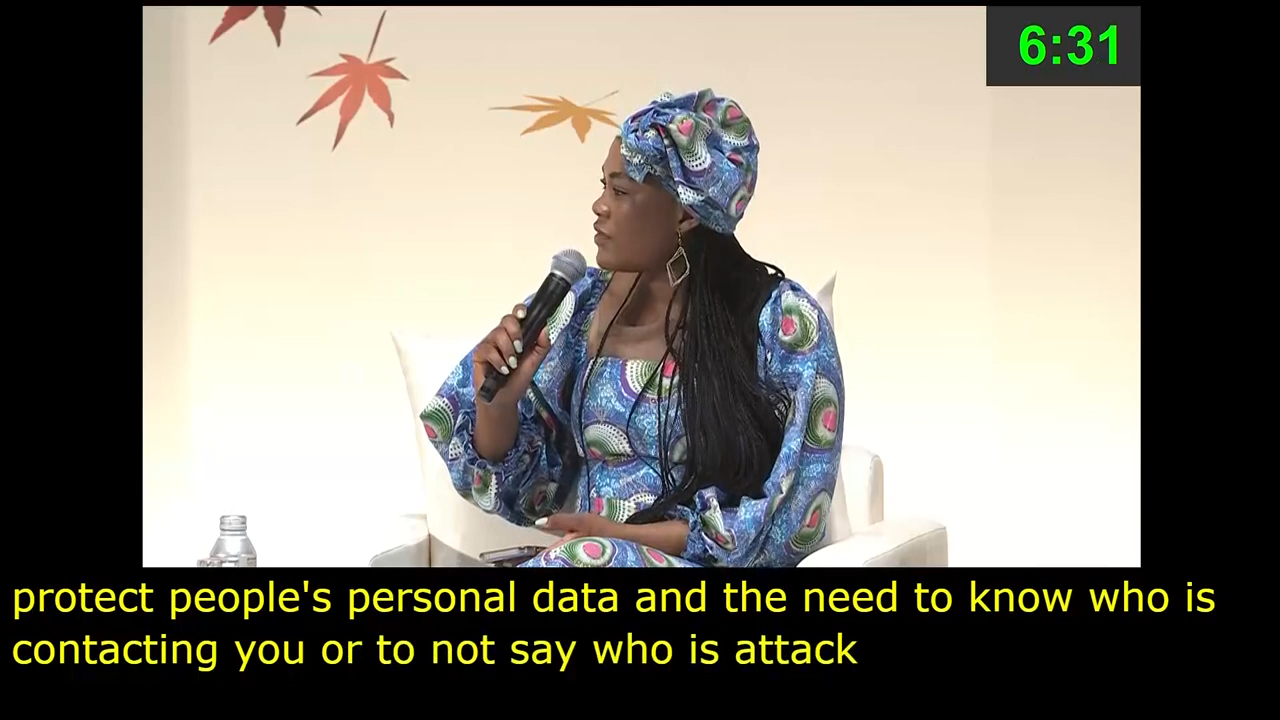 6:31
protect people's personal data and the need to know who is
contacting you or to not say who is attack